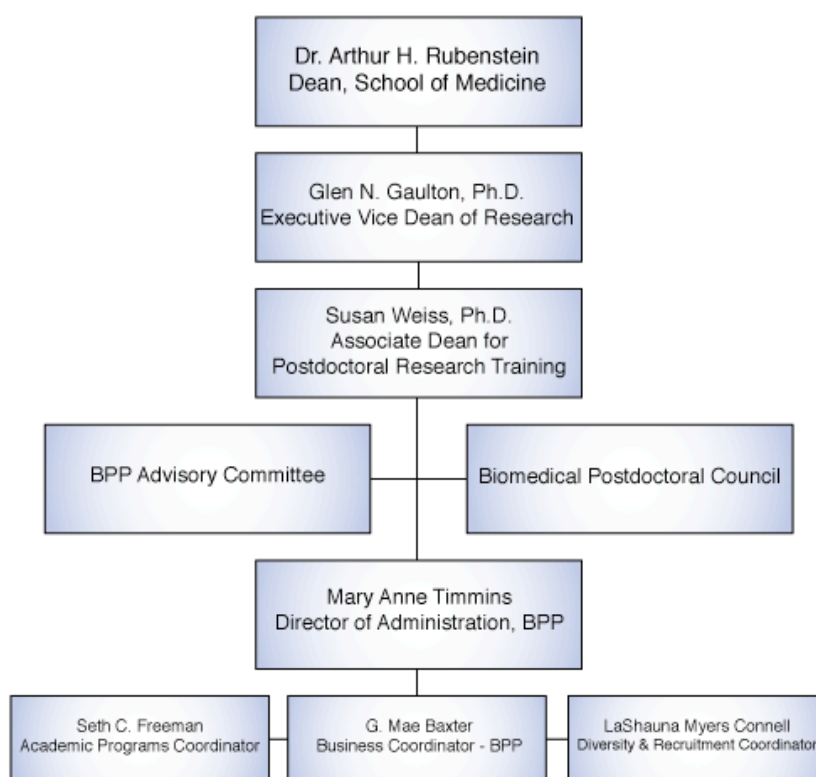 Dr. Arthur H. Rubenstein
Dean, School of Medicine
Glen N. Gaulton, Ph.D.
Executive Vice Dean of Research
Susan Weiss, Ph.D.
Associate Dean for
Postdoctoral Research Training
BPP Advisory Committee
Biomedical Postdoctoral Council
Mary Anne Timmins
Director of Administration, BPP
Seth C. Freeman
Academic Programs Coordinator
G. Mae Baxter
Business Coordinator - BPP
LaShauna Myers Connell
Diversity & Recruitment Coordinator